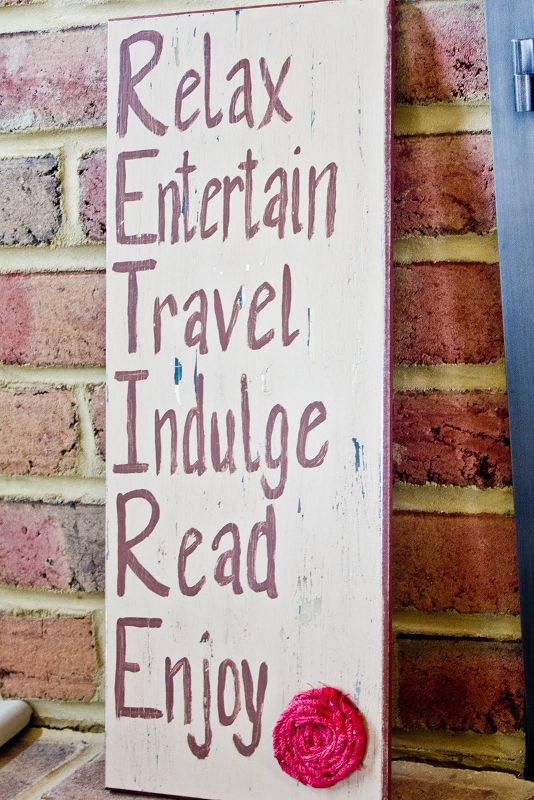 Relax
Entertain
Travel
Indulge
Read
Enjoy